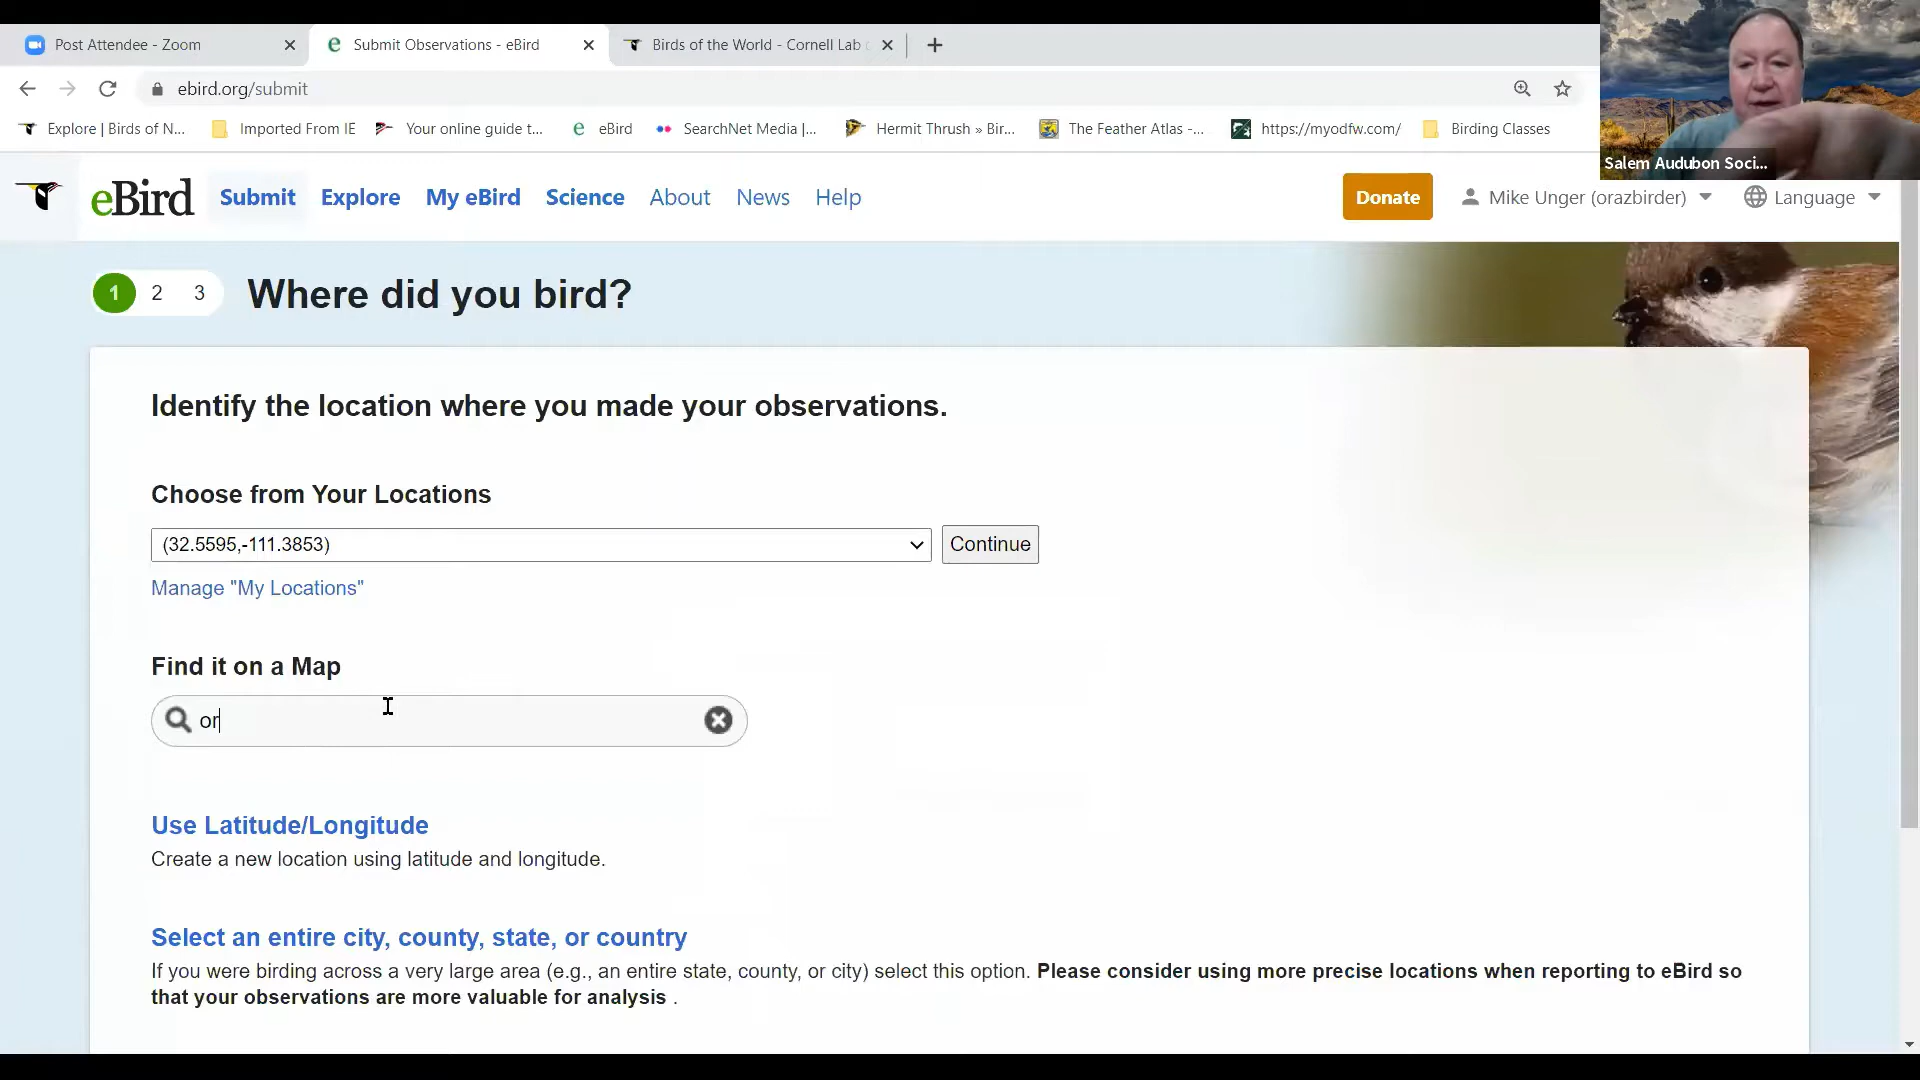 Post Attendee - Zoom
Submit Observations - eBird
Birds of the World - Cornell Lab
ebird.org/submit
Explore | Birds of N...
Imported From IE
Your online guide t...
eBird
SearchNet Media |...
Hermit Thrush » Bir...
The Feather Atlas -...
https://myodfw.com/
Birding Classes
Salem Audubon Soci...
eBird
Submit
Explore
My eBird
Science
About
News
Help
Donate
Mike Unger (orazbirder)
Language
1 2 3
Where did you bird?
Identify the location where you made your observations.
Choose from Your Locations
(32.5595,-111.3853)
Continue
Manage "My Locations"
Find it on a Map
or
Use Latitude/Longitude
Create a new location using latitude and longitude.
Select an entire city, county, state, or country
If you were birding across a very large area (e.g., an entire state, county, or city) select this option. Please consider using more precise locations when reporting to eBird so
that your observations are more valuable for analysis .